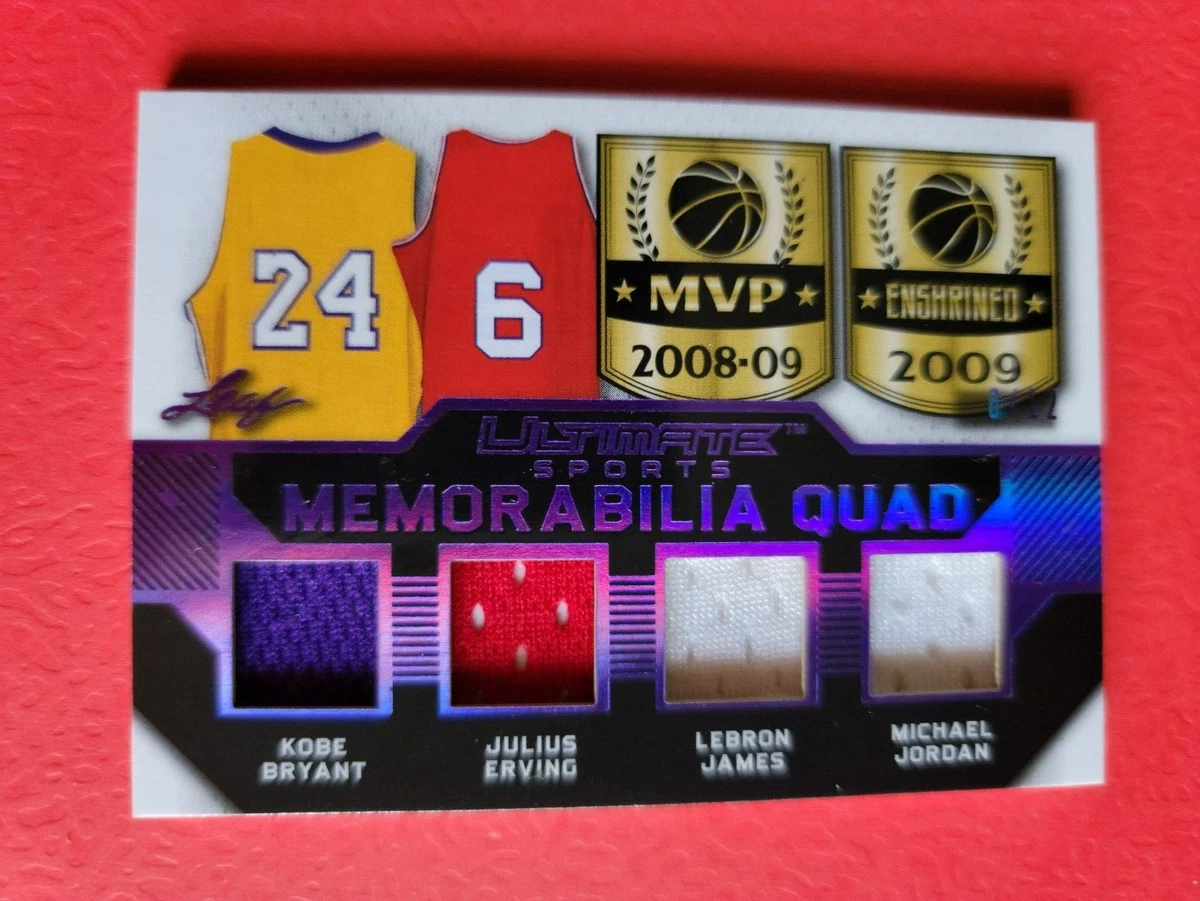 24
6
MVP
2008-09
ENSHRINED
2009
Leaf
ULTIMATE™
SPORTS
MEMORABILIA QUAD
KOBE
BRYANT
JULIUS
ERVING
LEBRON
JAMES
MICHAEL
JORDAN